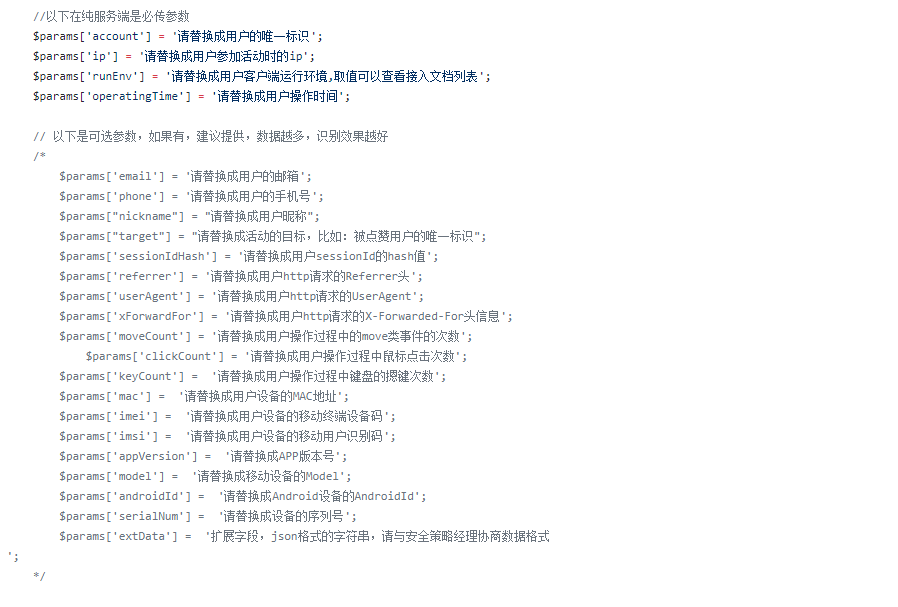 //以下在纯服务端是必传参数
$params['account'] = '请替换成用户的唯一标识';
$params['ip'] = '请替换成用户参加活动时的ip';
$params['runEnv'] = '请替换成用户客户端运行环境,取值可以查看接入文档列表';
$params['operatingTime'] = '请替换成用户操作时间';
// 以下是可选参数，如果有，建议提供，数据越多，识别效果越好
/*
$params['email'] = '请替换成用户的邮箱';
$params['phone'] = '请替换成用户的手机号';
$params["nickname"] = "请替换成用户昵称";
$params["target"] = "请替换成活动的目标，比如：被点赞用户的唯一标识";
$params['sessionIdHash'] = '请替换成用户sessionId的hash值';
$params['referrer'] = '请替换成用户http请求的Referrer头';
$params['userAgent'] = '请替换成用户http请求的UserAgent';
$params['xForwardFor'] = '请替换成用户http请求的X-Forwarded-For头信息';
$params['moveCount'] = '请替换成用户操作过程中的move类事件的次数';
$params['clickCount'] = '请替换成用户操作过程中鼠标点击次数';
$params['keyCount'] =  '请替换成用户操作过程中键盘的摁键次数';
$params['mac'] =  '请替换成用户设备的MAC地址';
$params['imei'] =  '请替换成用户设备的移动终端设备码';
$params['imsi'] =  '请替换成用户设备的移动用户识别码';
$params['appVersion'] =  '请替换成APP版本号';
$params['model'] =  '请替换成移动设备的Model';
$params['androidId'] =  '请替换成Android设备的AndroidId';
$params['serialNum'] =  '请替换成设备的序列号';
$params['extData'] =  '扩展字段，json格式的字符串，请与安全策略经理协商数据格式
';
*/